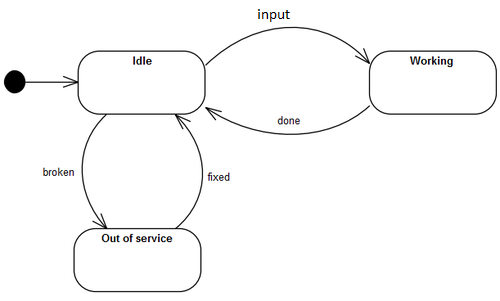 input
Idle
Working
done
broken
fixed
Out of service